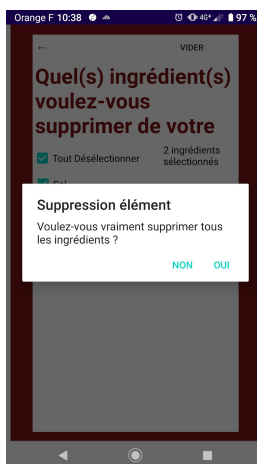 Orange F 10:38 4G+ 97 %
← VIDER
Quel(s) ingrédient(s)
voulez-vous
supprimer de votre
Tout Désélectionner
2 ingrédients
sélectionnés
Sel
Suppression élément
Voulez-vous vraiment supprimer tous
les ingrédients ?
NON OUI